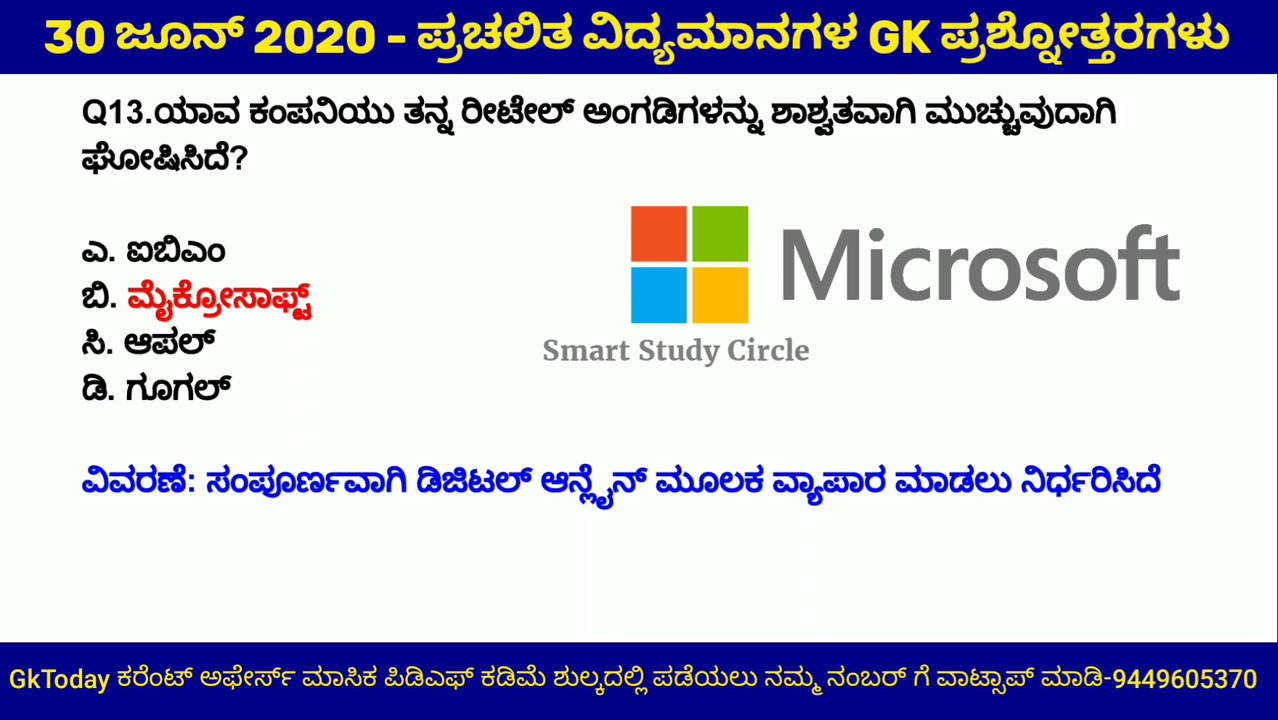 30 ಜೂನ್ 2020 - ಪ್ರಚಲಿತ ವಿದ್ಯಮಾನಗಳ GK ಪ್ರಶ್ನೋತ್ತರಗಳು
Q13.ಯಾವ ಕಂಪನಿಯು ತನ್ನ ರೀಟೇಲ್ ಅಂಗಡಿಗಳನ್ನು ಶಾಶ್ವತವಾಗಿ ಮುಚ್ಚುವುದಾಗಿ
ಘೋಷಿಸಿದೆ?
ಎ. ಐಬಿಎಂ
ಬಿ. ಮೈಕ್ರೋಸಾಫ್ಟ್
ಸಿ. ಆಪಲ್
ಡಿ. ಗೂಗಲ್
Microsoft
Smart Study Circle
ವಿವರಣೆ: ಸಂಪೂರ್ಣವಾಗಿ ಡಿಜಿಟಲ್ ಆನ್ಲೈನ್ ಮೂಲಕ ವ್ಯಾಪಾರ ಮಾಡಲು ನಿರ್ಧರಿಸಿದೆ
GkToday ಕರೆಂಟ್ ಅಫೇರ್ಸ್ ಮಾಸಿಕ ಪಿಡಿಎಫ್ ಕಡಿಮೆ ಶುಲ್ಕದಲ್ಲಿ ಪಡೆಯಲು ನಮ್ಮ ನಂಬರ್ ಗೆ ವಾಟ್ಸಾಪ್ ಮಾಡಿ-9449605370